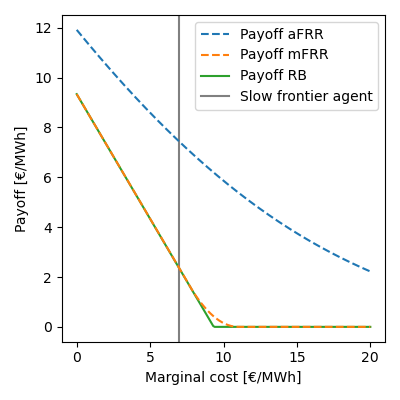 Payoff aFRR
Payoff mFRR
Payoff RB
Slow frontier agent
Payoff [€/MWh]
12
10
8
6
4
2
0
0 5 10 15 20
Marginal cost [€/MWh]